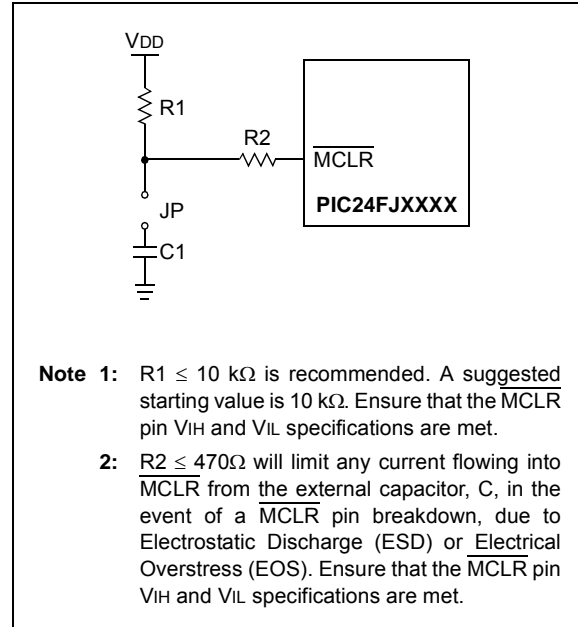 VDD
R1
R2
MCLR
JP
PIC24FJXXXX
C1
Note 1: R1 ≤ 10 kΩ is recommended. A suggested
starting value is 10 kΩ. Ensure that the MCLR
pin VIH and VIL specifications are met.
2: R2 ≤ 470Ω will limit any current flowing into
MCLR from the external capacitor, C, in the
event of a MCLR pin breakdown, due to
Electrostatic Discharge (ESD) or Electrical
Overstress (EOS). Ensure that the MCLR pin
VIH and VIL specifications are met.